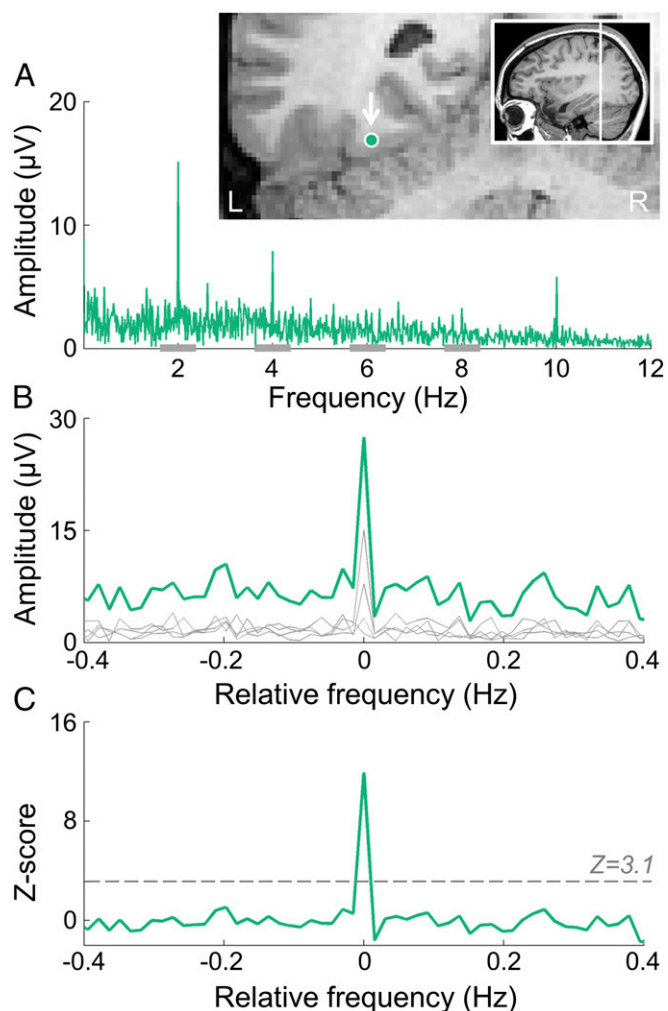 A
20
10
0
Amplitude (µV)
L
R
2 4 6 8 10 12
Frequency (Hz)
B
30
15
0
Amplitude (µV)
-0.4 -0.2 0 0.2 0.4
Relative frequency (Hz)
C
16
8
0
Z-score
Z=3.1
-0.4 -0.2 0 0.2 0.4
Relative frequency (Hz)